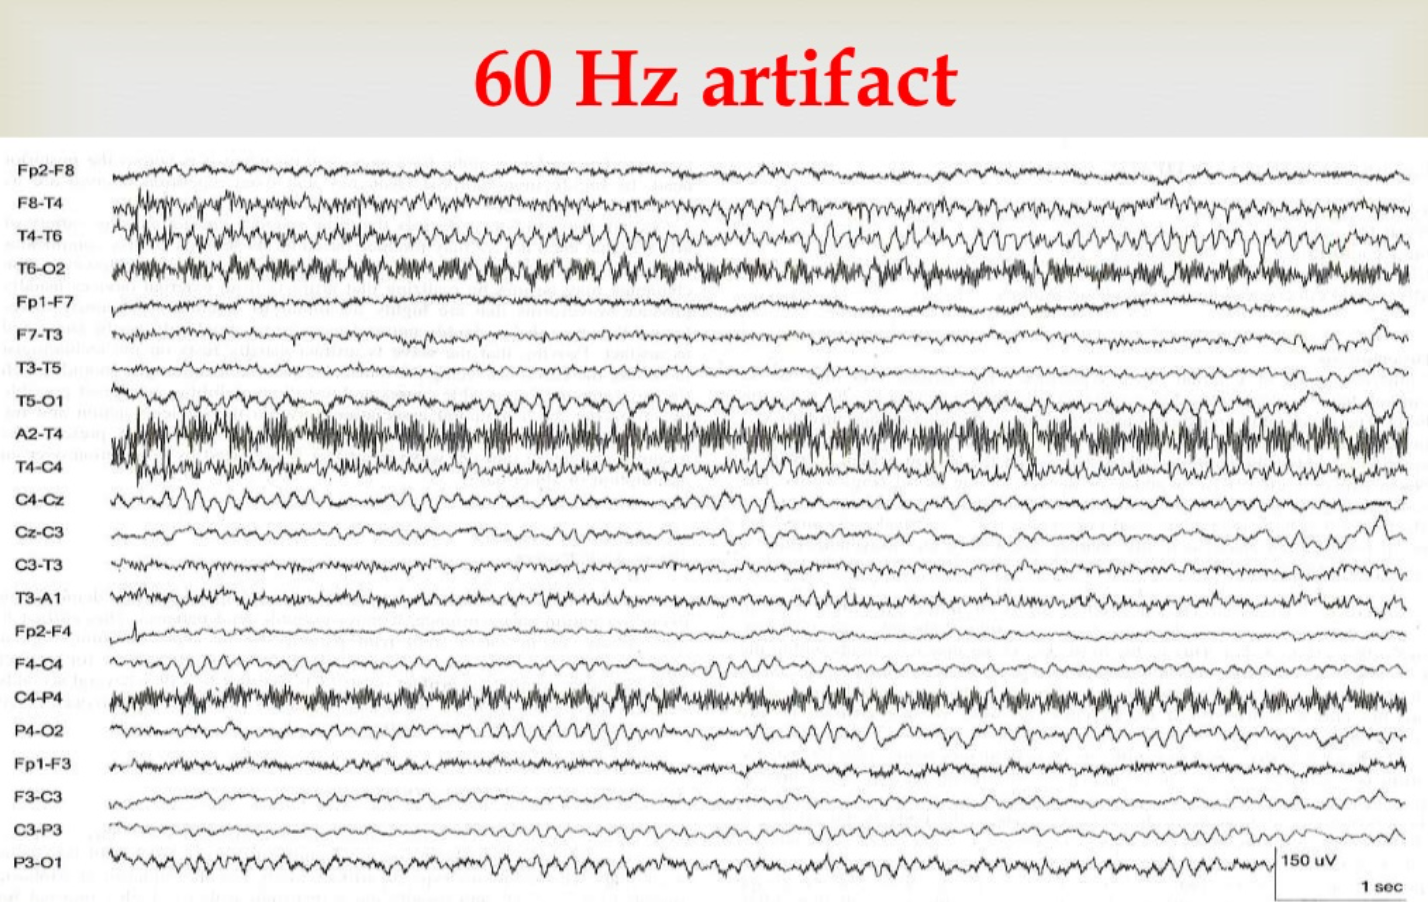 60 Hz artifact
Fp2-F8
F8-T4
T4-T6
T6-O2
Fp1-F7
F7-T3
T3-T5
T5-O1
A2-T4
T4-C4
C4-Cz
Cz-C3
C3-T3
T3-A1
Fp2-F4
F4-C4
C4-P4
P4-O2
Fp1-F3
F3-C3
C3-P3
P3-O1
150 uV
1 sec